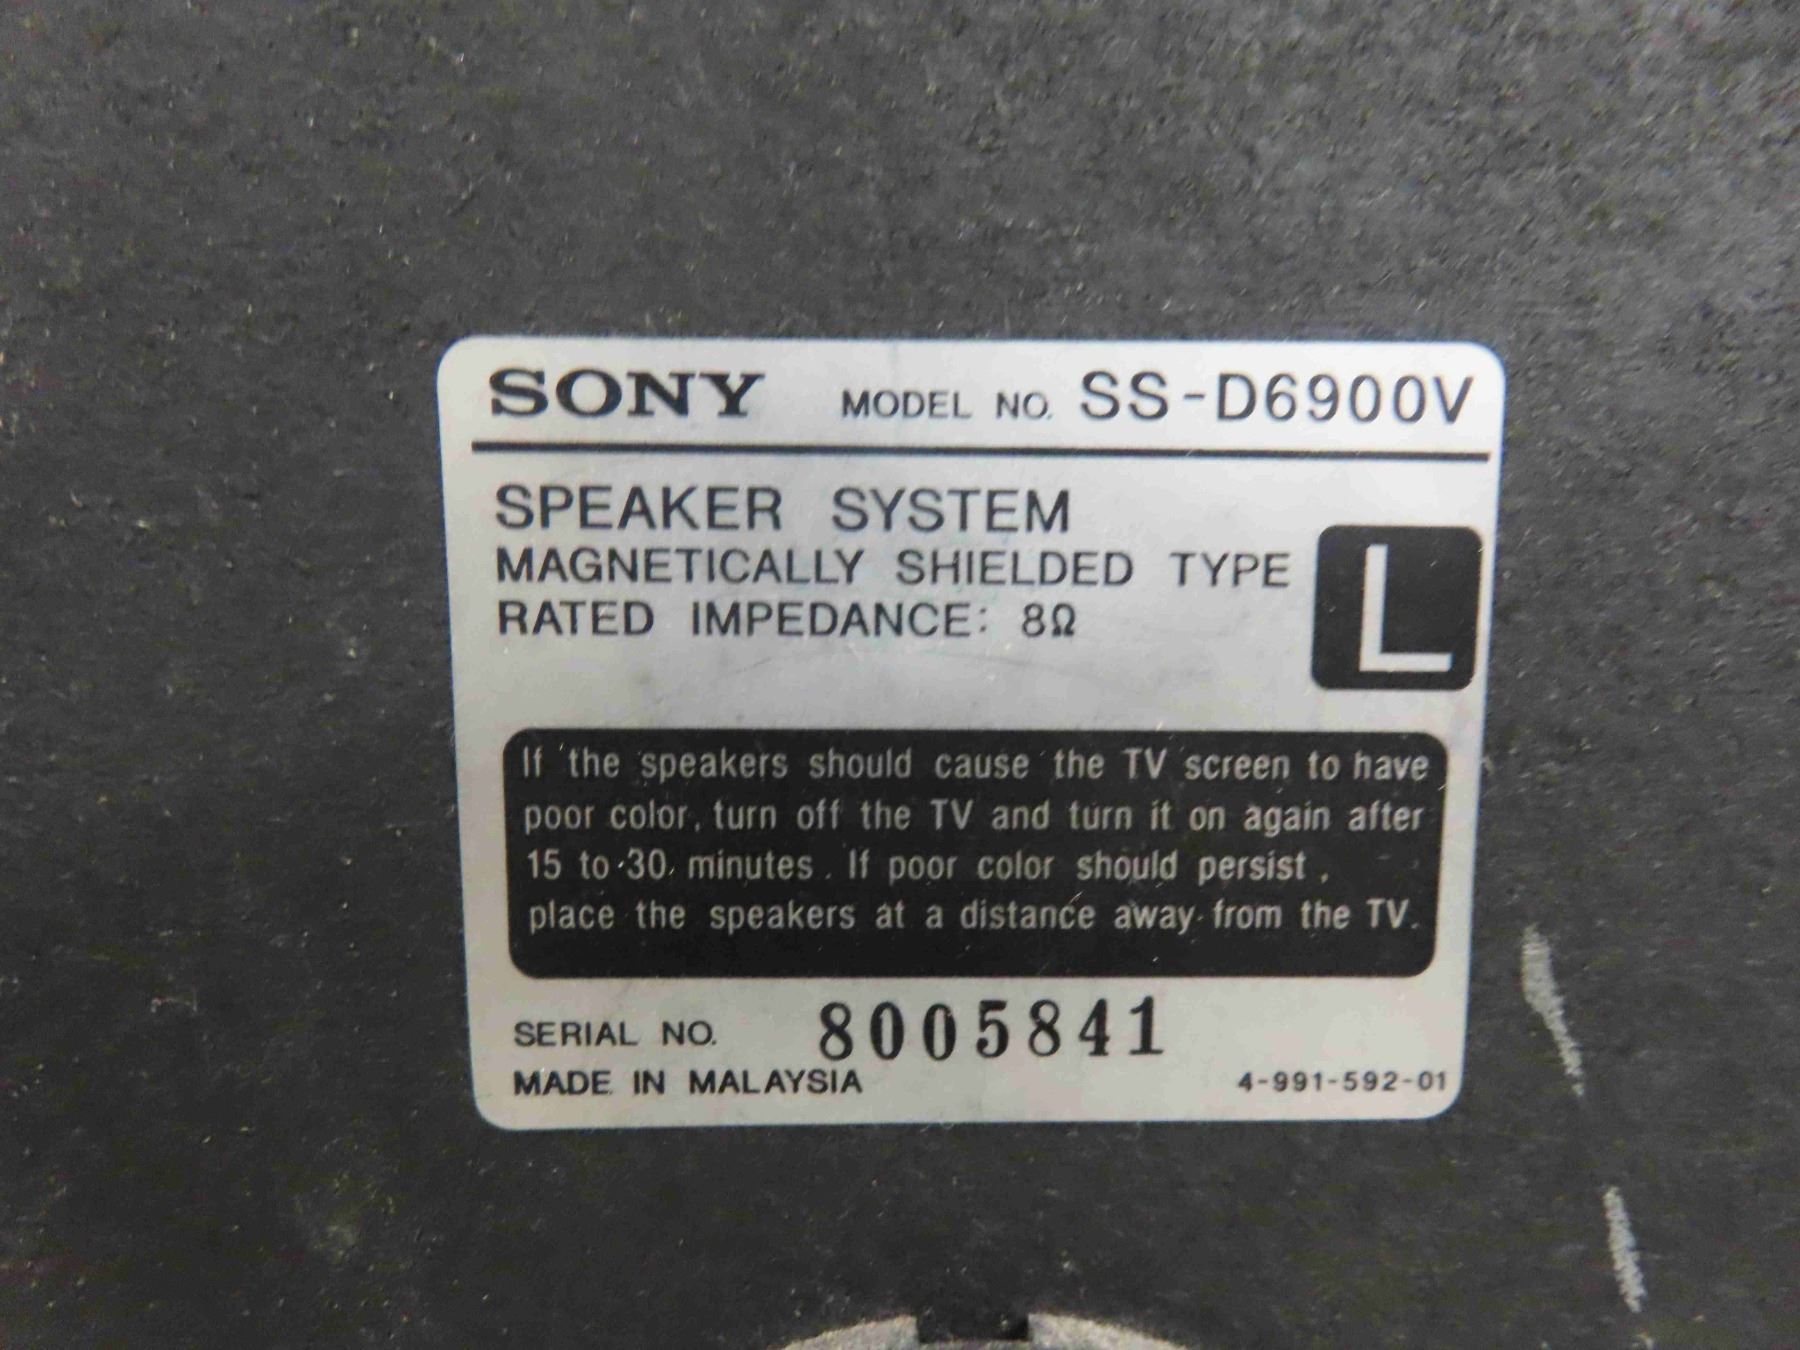 SONY MODEL NO. SS-D6900V
SPEAKER SYSTEM
MAGNETICALLY SHIELDED TYPE
L
RATED IMPEDANCE: 8Ω
If the speakers should cause the TV screen to have
poor color, turn off the TV and turn it on again after
15 to 30 minutes. If poor color should persist,
place the speakers at a distance away from the TV.
SERIAL NO. 8005841
MADE IN MALAYSIA 4-991-592-01